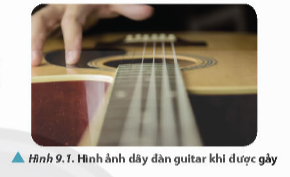 ▲ Hình 9.1. Hình ảnh dây đàn guitar khi được gảy